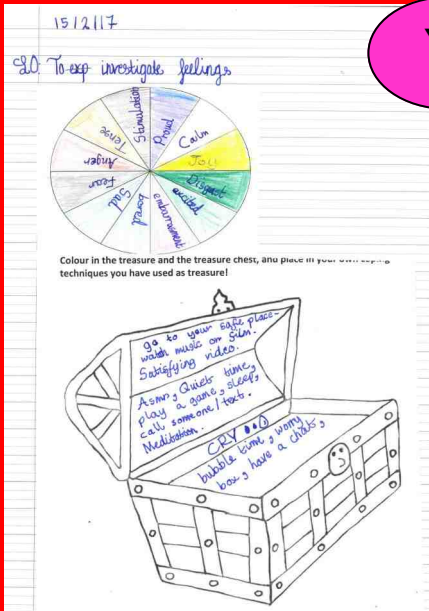 15/2/17
LO: To exp investigate feelings
Stimulation
Proud
Calm
Joy
Disgust
excited
embarrassment
bored
Sad
Fear
Anger
Tense
Colour in the treasure and the treasure chest, and place in your own
techniques you have used as treasure!
go to your safe place-
watch music or film.
Satisfying video.
Asmr, Quiet time,
play a game, sleep,
call someone/text.
Meditation.
CRY
bubble time, worry
box, have a chat,